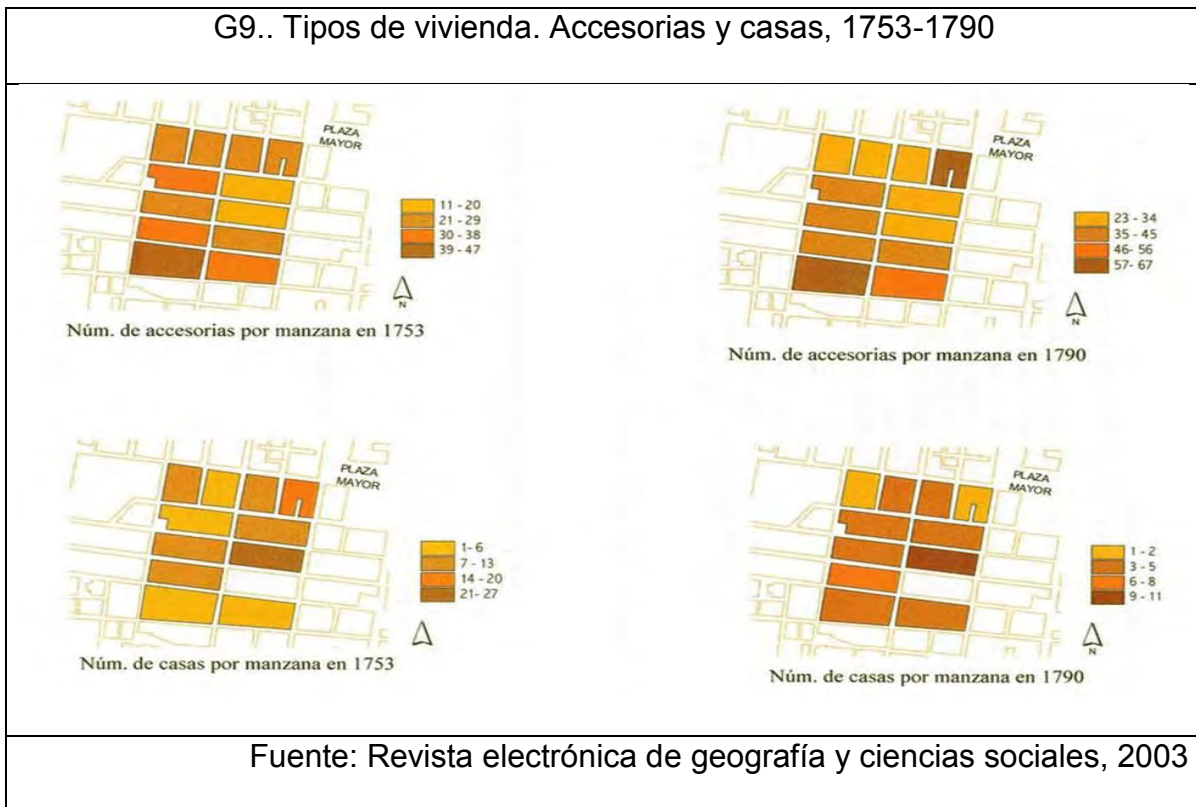 G9.. Tipos de vivienda. Accesorias y casas, 1753-1790
PLAZA
MAYOR
11 - 20
21 - 29
30 - 38
39 - 47
N
Núm. de accesorias por manzana en 1753
PLAZA
MAYOR
23 - 34
35 - 45
46- 56
57- 67
N
Núm. de accesorias por manzana en 1790
PLAZA
MAYOR
1- 6
7 - 13
14 - 20
21- 27
Núm. de casas por manzana en 1753
PLAZA
MAYOR
1 - 2
3 - 5
6 - 8
9 - 11
N
Núm. de casas por manzana en 1790
Fuente: Revista electrónica de geografía y ciencias sociales, 2003